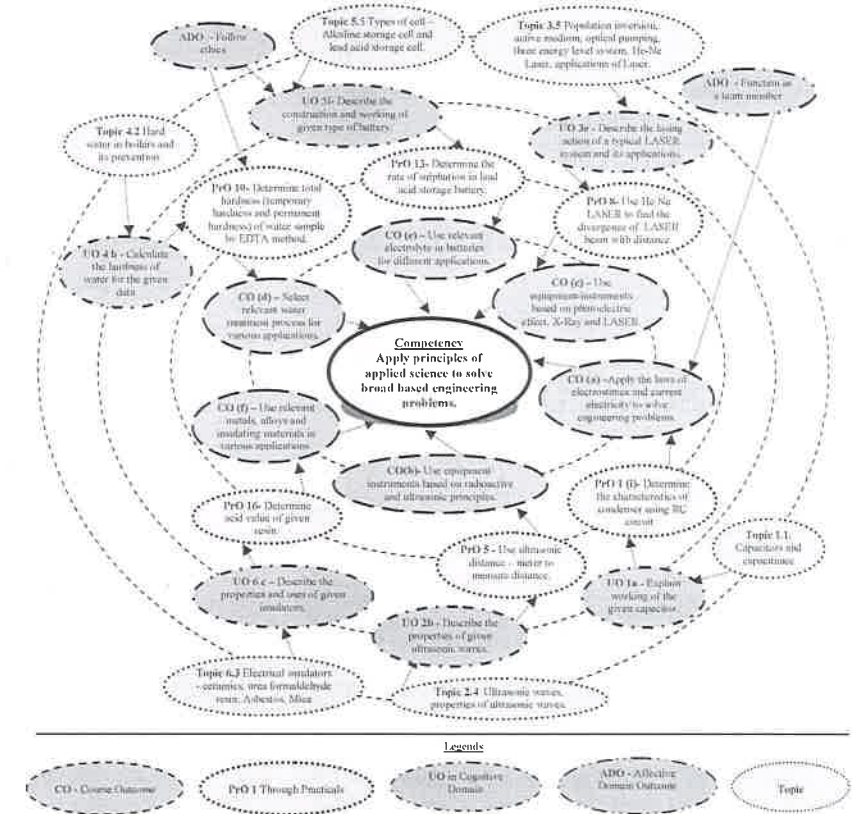 Topic 5.5 Types of cell –
Alkaline storage cell and
lead acid storage cell.
Topic 3.5 Population inversion,
active medium, optical pumping,
three energy level system, He-Ne
Laser, applications of Laser.
ADO - Follow
ethics
ADO - Function as
a team member
UO 5f- Describe the
construction and working of
given type of battery.
UO 3e - Describe the lasing
action of a typical LASER
system and its applications.
Topic 4.2 Hard
water in boilers and
its prevention
PrO 13- Determine the
rate of sulphation in lead
acid storage battery.
PrO 10- Determine total
hardness (temporary
hardness and permanent
hardness) of water sample
by EDTA method.
PrO 8- Use He Ne
LASER to find the
divergence of LASER
beam with distance
UO 4 b - Calculate
the hardness of
water for the given
data
CO (e) – Use relevant
electrolyte in batteries
for different applications.
CO (d) – Select
relevant water
treatment process for
various applications.
CO (c) – Use
equipment-instruments
based on photoelectric
effect, X-Ray and LASER.
Competency
Apply principles of
applied science to solve
broad based engineering
problems.
CO (a) –Apply the laws of
electrostatics and current
electricity to solve
engineering problems.
CO (f) – Use relevant
metals, alloys and
insulating materials in
various applications.
CO(b)- Use equipment
instruments based on radioactive
and ultrasonic principles.
PrO 1 (i)- Determine
the characteristics of
condenser using RC
circuit
PrO 16- Determine
acid value of given
resin.
PrO 5 - Use ultrasonic
distance – meter to
measure distance.
Topic 1.1:
Capacitors and
capacitance
UO 6 c – Describe the
properties and uses of given
insulators.
UO 1a - Explain
working of the
given capacitor.
UO 2b - Describe the
properties of given
ultrasonic waves.
Topic 6.3 Electrical insulators
- ceramics, urea formaldehyde
resin, Asbestos, Mica
Topic 2.4 Ultrasonic waves,
properties of ultrasonic waves.
Legends
CO - Course Outcome
PrO 1 Through Practicals
UO in Cognitive
Domain
ADO - Affective
Domain Outcome
Topic